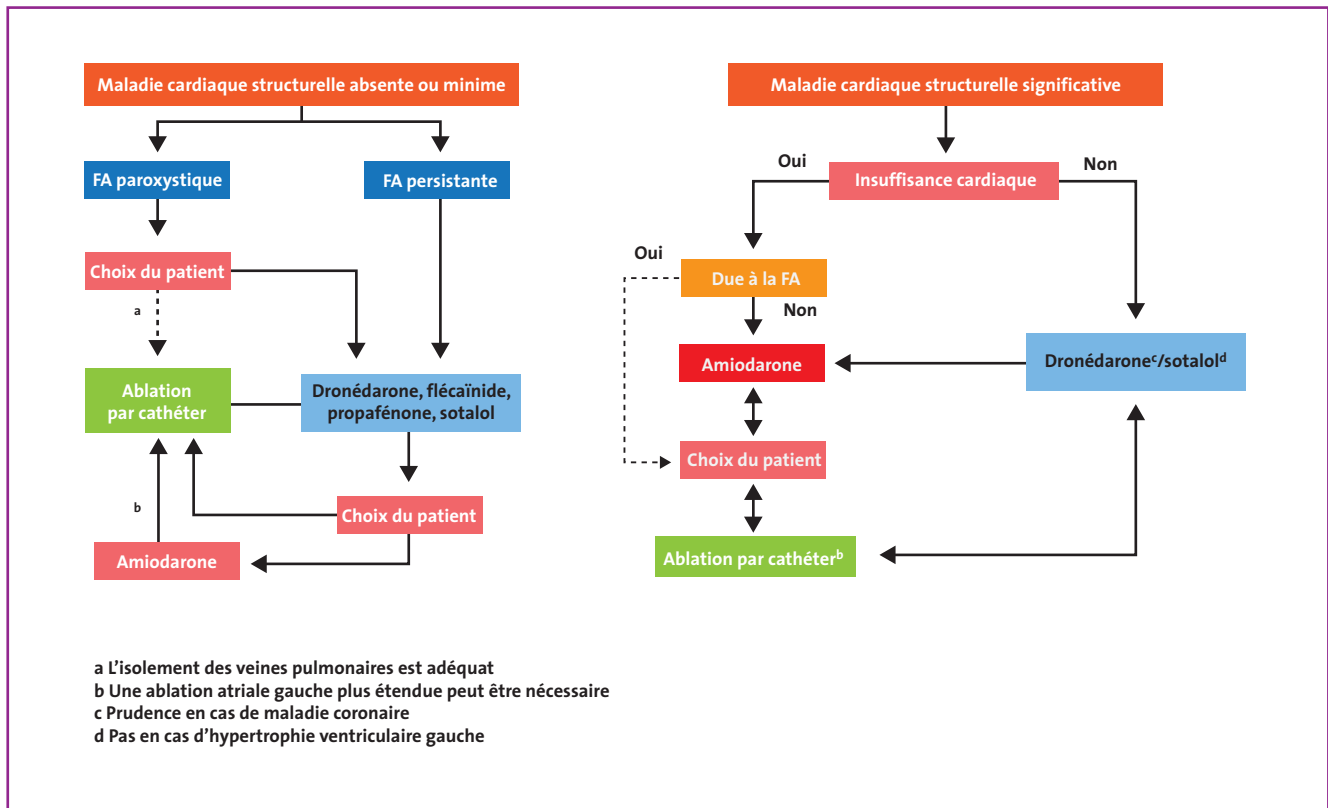 Maladie cardiaque structurelle absente ou minime
FA paroxystique
FA persistante
Choix du patient
a
Ablation
par cathéter
Dronédarone, flécaïnide,
propafénone, sotalol
b
Choix du patient
Amiodarone
Maladie cardiaque structurelle significative
Oui
Non
Insuffisance cardiaque
Oui
Due à la FA
Non
Amiodarone
Dronédaroneᶜ/sotalolᵈ
Choix du patient
Ablation par cathéterᵇ
a L'isolement des veines pulmonaires est adéquat
b Une ablation atriale gauche plus étendue peut être nécessaire
c Prudence en cas de maladie coronaire
d Pas en cas d'hypertrophie ventriculaire gauche